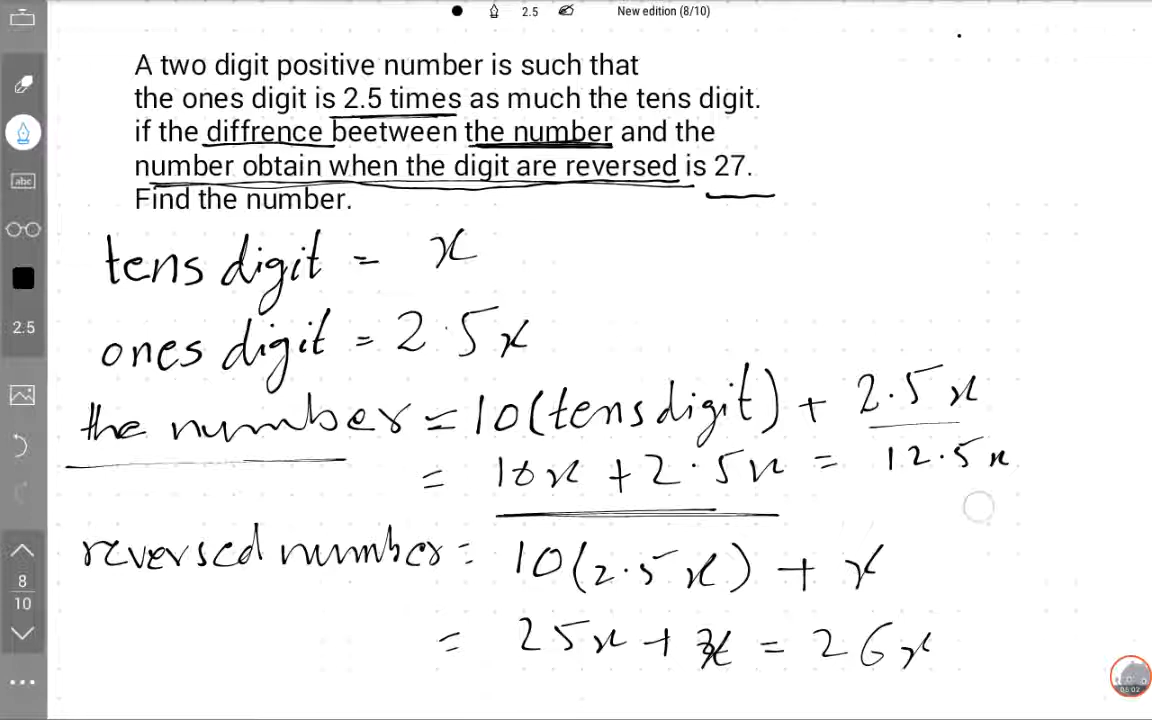 2.5
New edition (8/10)
A two digit positive number is such that
the ones digit is 2.5 times as much the tens digit.
if the diffrence beetween the number and the
number obtain when the digit are reversed is 27.
Find the number.
abc
2.5
8
10
tens digit = x
ones digit = 2.5x
the number = 10(tens digit) + 2.5x
= 10x + 2.5x = 12.5x
reversed number = 10(2.5x) + x
= 25x + x = 26x
05:02